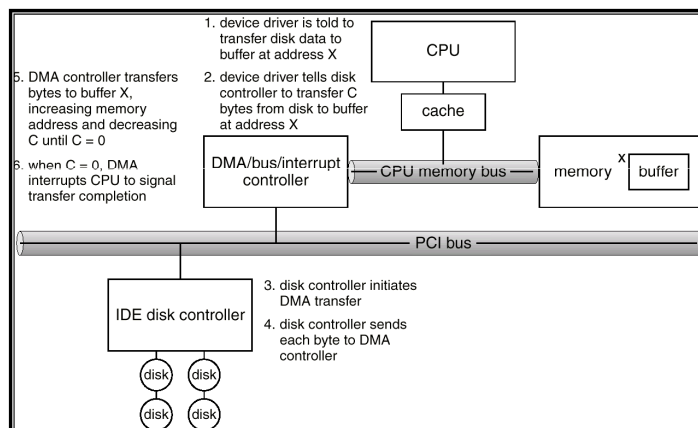 1. device driver is told to
transfer disk data to
buffer at address X
CPU
5. DMA controller transfers
bytes to buffer X,
increasing memory
address and decreasing
C until C = 0
2. device driver tells disk
controller to transfer C
bytes from disk to buffer
at address X
cache
6. when C = 0, DMA
interrupts CPU to signal
transfer completion
DMA/bus/interrupt
controller
CPU memory bus
memory
X
buffer
PCI bus
IDE disk controller
3. disk controller initiates
DMA transfer
4. disk controller sends
each byte to DMA
controller
disk
disk
disk
disk